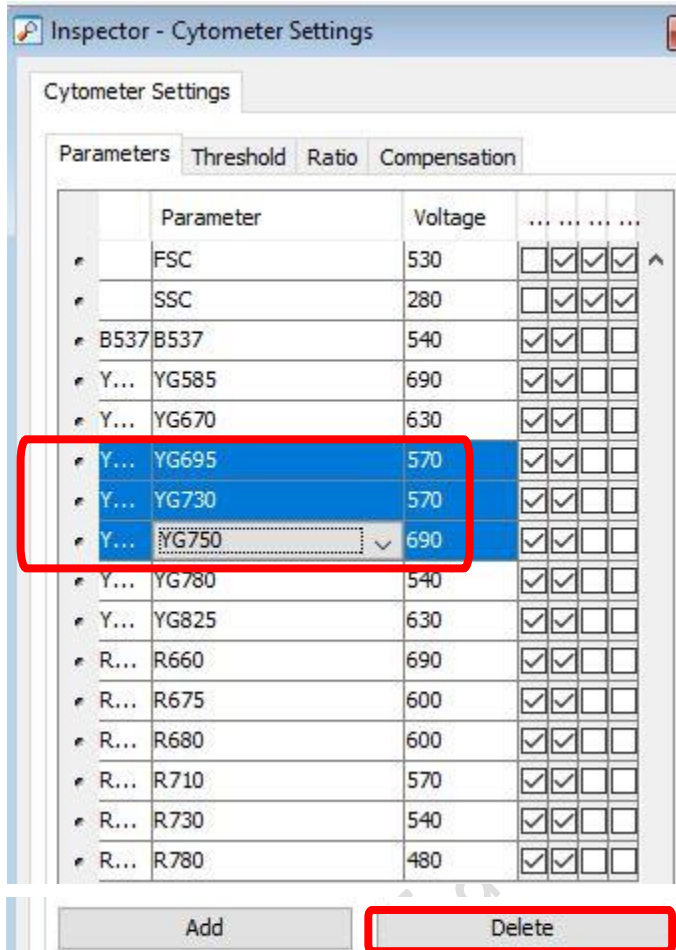 Inspector - Cytometer Settings
Cytometer Settings
Parameters Threshold Ratio Compensation
Parameter Voltage ... ... ... ...
FSC 530
SSC 280
B537 B537 540
Y... YG585 690
Y... YG670 630
Y... YG695 570
Y... YG730 570
Y... YG750 690
Y... YG780 540
Y... YG825 630
R... R660 690
R... R675 600
R... R680 600
R... R710 570
R... R730 540
R... R780 480
Add Delete